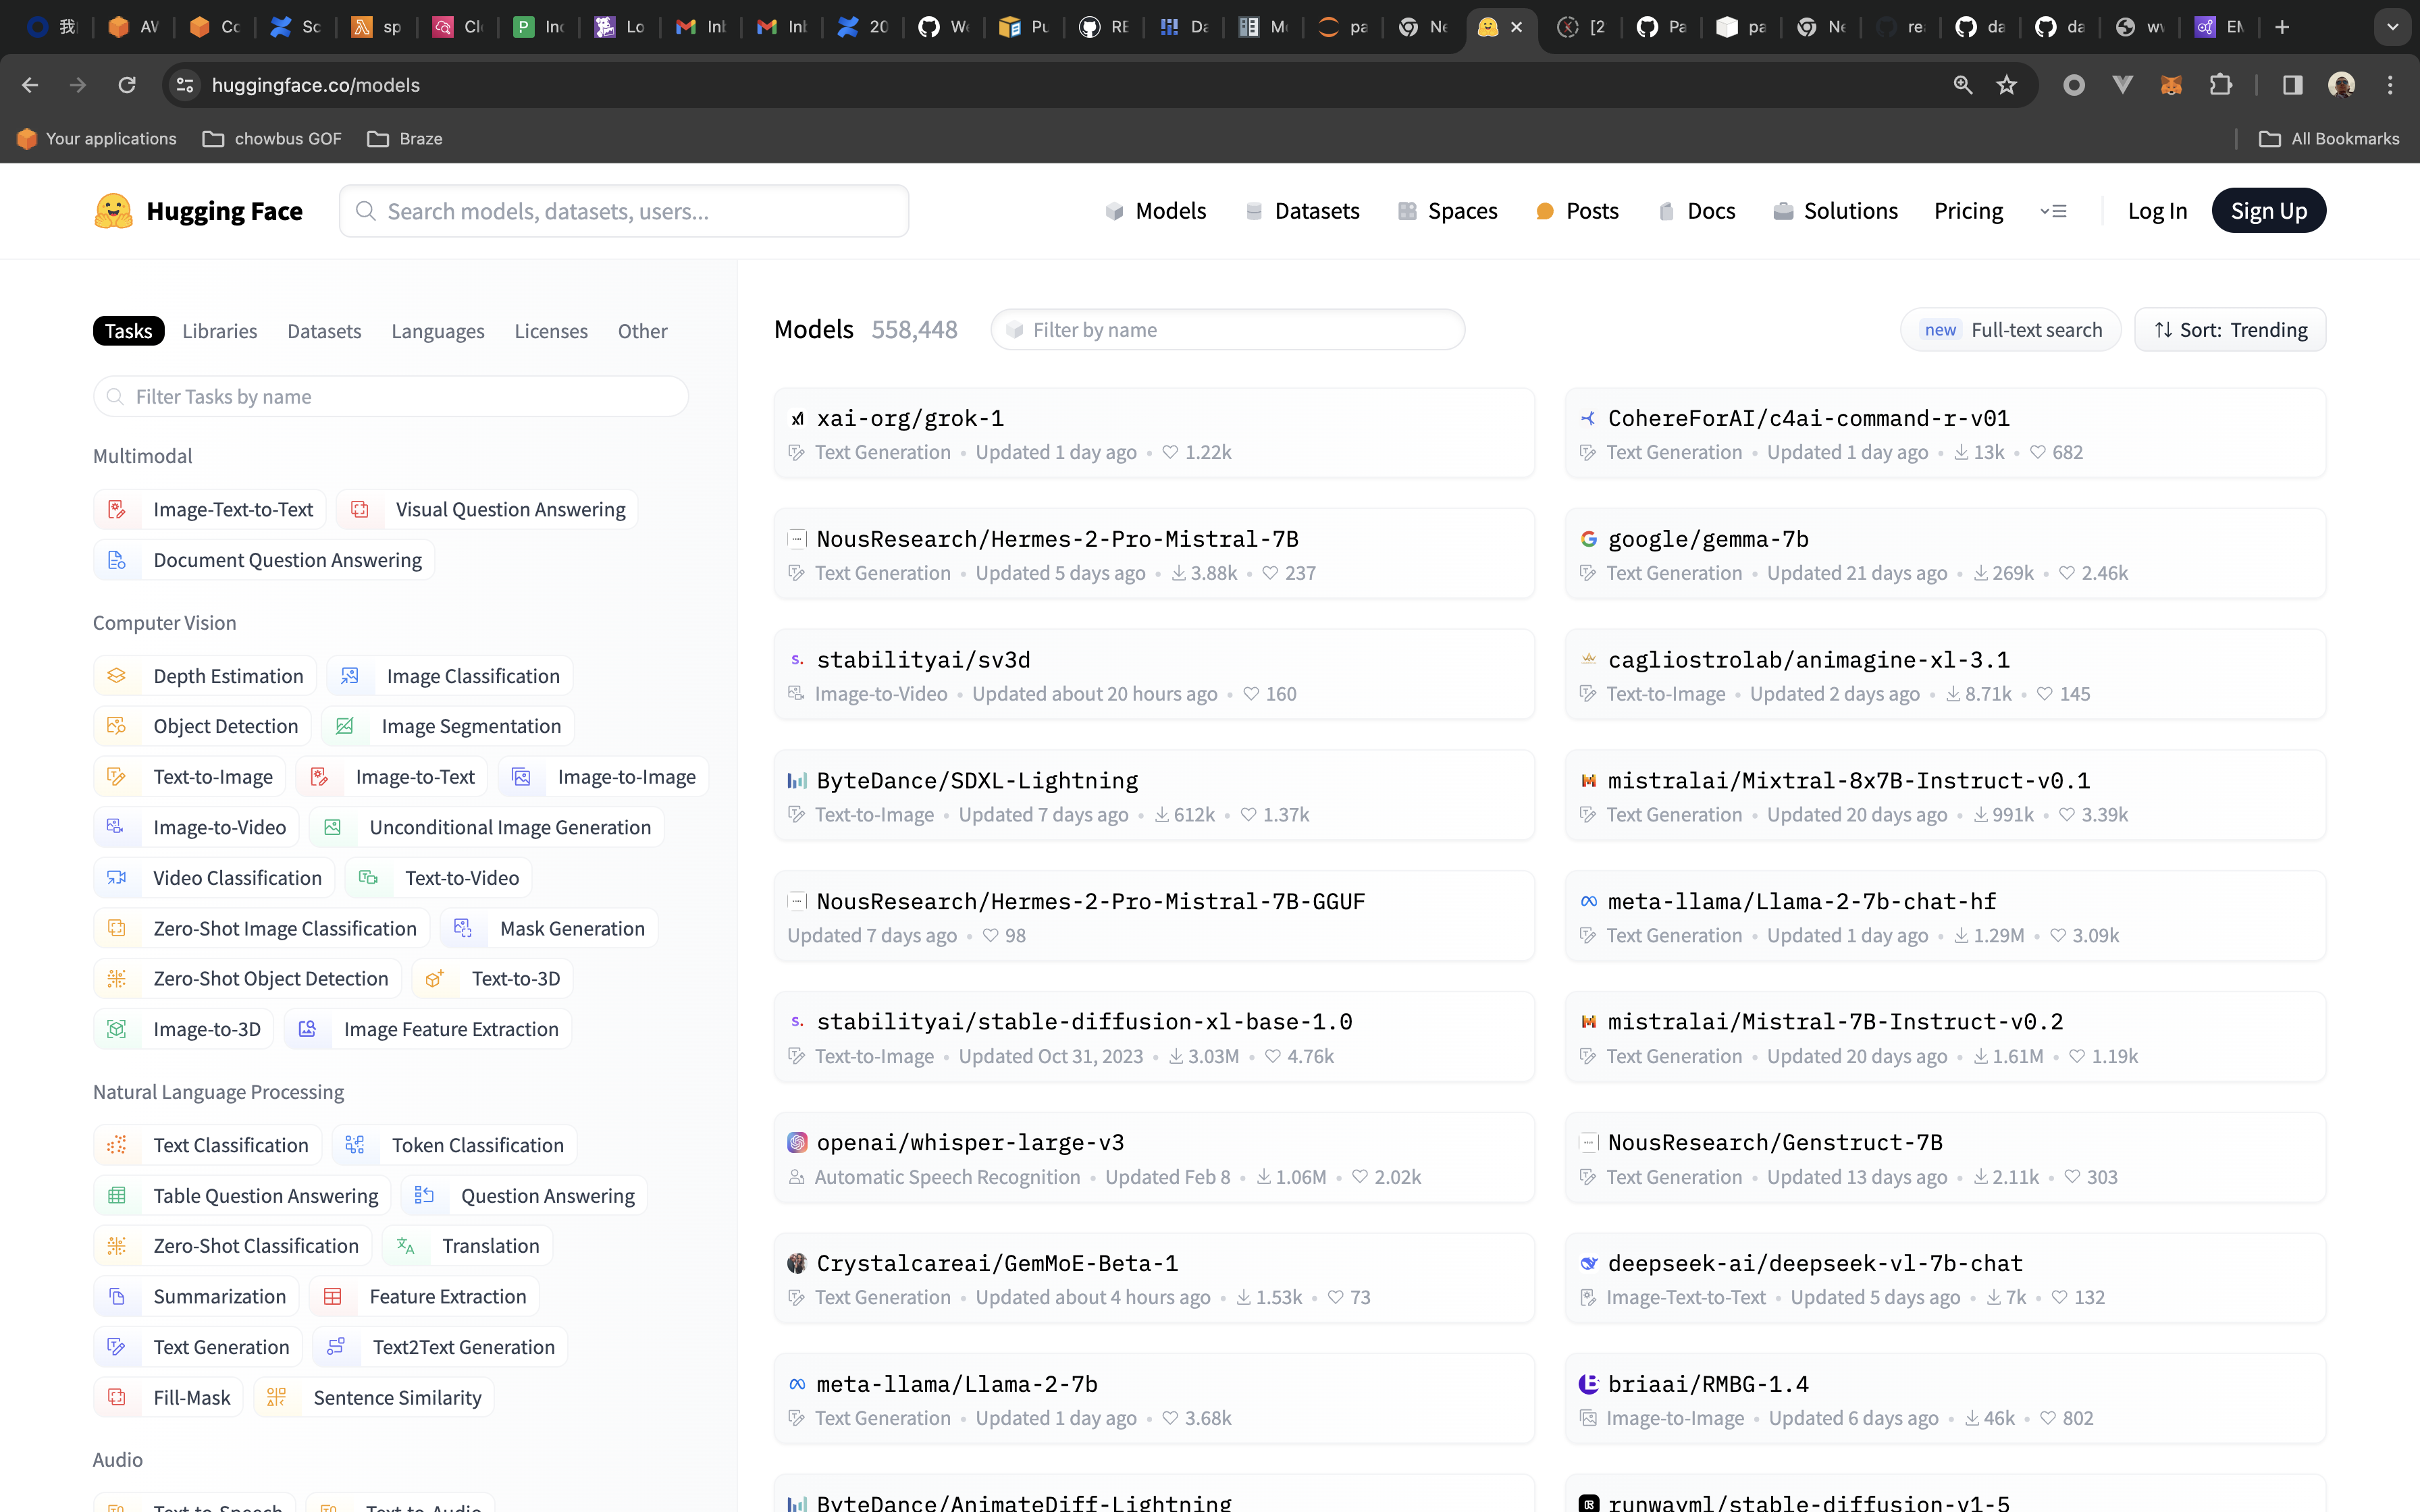 我
AV
Co
Sc
sp
Cl
Inc
Lo
Inb
Inb
20
We
Pu
RE
Da
Mo
pa
Ne
[2
Pa
pa
Ne
re
da
da
wv
EM
huggingface.co/models
Your applications
chowbus GOF
Braze
All Bookmarks
Hugging Face
Search models, datasets, users...
Models
Datasets
Spaces
Posts
Docs
Solutions
Pricing
Log In
Sign Up
Tasks Libraries Datasets Languages Licenses Other
Filter Tasks by name
Multimodal
Image-Text-to-Text
Visual Question Answering
Document Question Answering
Computer Vision
Depth Estimation
Image Classification
Object Detection
Image Segmentation
Text-to-Image
Image-to-Text
Image-to-Image
Image-to-Video
Unconditional Image Generation
Video Classification
Text-to-Video
Zero-Shot Image Classification
Mask Generation
Zero-Shot Object Detection
Text-to-3D
Image-to-3D
Image Feature Extraction
Natural Language Processing
Text Classification
Token Classification
Table Question Answering
Question Answering
Zero-Shot Classification
Translation
Summarization
Feature Extraction
Text Generation
Text2Text Generation
Fill-Mask
Sentence Similarity
Audio
Text-to-Speech
Text-to-Audio
Models 558,448
Filter by name
new Full-text search
Sort: Trending
xai-org/grok-1
Text Generation • Updated 1 day ago • 1.22k
CohereForAI/c4ai-command-r-v01
Text Generation • Updated 1 day ago • 13k • 682
NousResearch/Hermes-2-Pro-Mistral-7B
Text Generation • Updated 5 days ago • 3.88k • 237
google/gemma-7b
Text Generation • Updated 21 days ago • 269k • 2.46k
stabilityai/sv3d
Image-to-Video • Updated about 20 hours ago • 160
cagliostrolab/animagine-xl-3.1
Text-to-Image • Updated 2 days ago • 8.71k • 145
ByteDance/SDXL-Lightning
Text-to-Image • Updated 7 days ago • 612k • 1.37k
mistralai/Mixtral-8x7B-Instruct-v0.1
Text Generation • Updated 20 days ago • 991k • 3.39k
NousResearch/Hermes-2-Pro-Mistral-7B-GGUF
Updated 7 days ago • 98
meta-llama/Llama-2-7b-chat-hf
Text Generation • Updated 1 day ago • 1.29M • 3.09k
stabilityai/stable-diffusion-xl-base-1.0
Text-to-Image • Updated Oct 31, 2023 • 3.03M • 4.76k
mistralai/Mistral-7B-Instruct-v0.2
Text Generation • Updated 20 days ago • 1.61M • 1.19k
openai/whisper-large-v3
Automatic Speech Recognition • Updated Feb 8 • 1.06M • 2.02k
NousResearch/Genstruct-7B
Text Generation • Updated 13 days ago • 2.11k • 303
Crystalcareai/GemMoE-Beta-1
Text Generation • Updated about 4 hours ago • 1.53k • 73
deepseek-ai/deepseek-vl-7b-chat
Image-Text-to-Text • Updated 5 days ago • 7k • 132
meta-llama/Llama-2-7b
Text Generation • Updated 1 day ago • 3.68k
briaai/RMBG-1.4
Image-to-Image • Updated 6 days ago • 46k • 802
ByteDance/AnimateDiff-Lightning
runwayml/stable-diffusion-v1-5